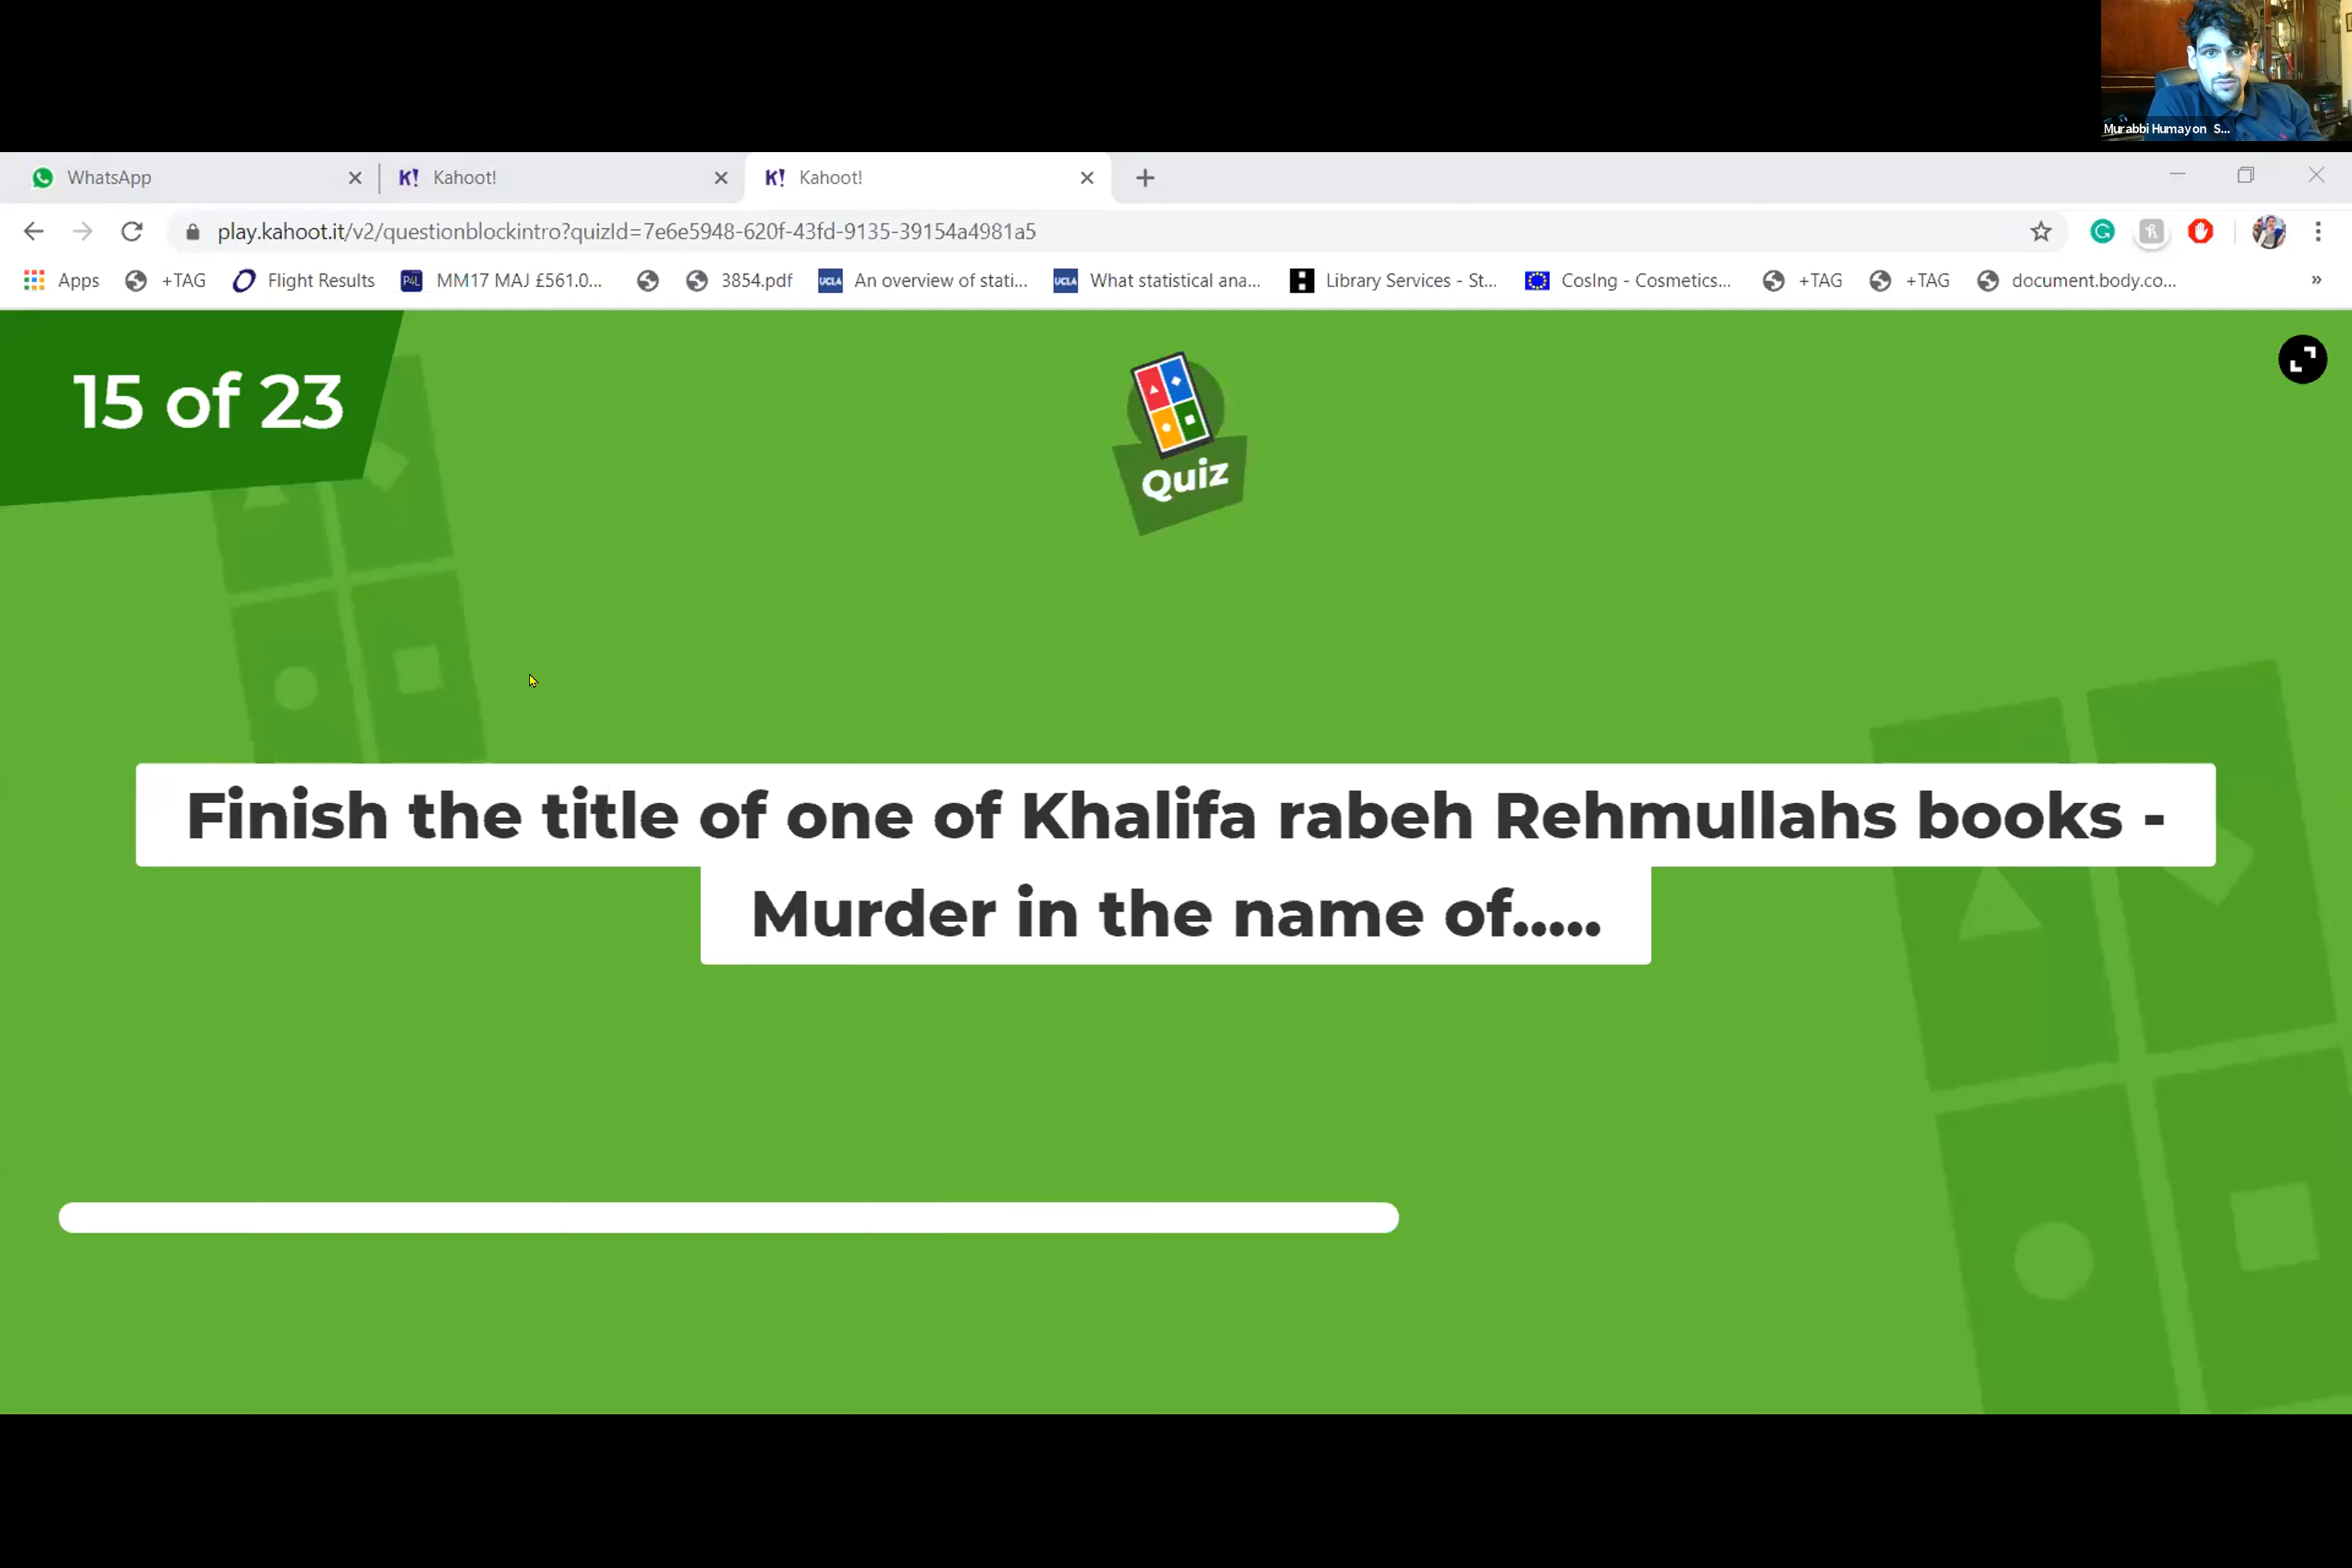 Murabbi Humayon S...
WhatsApp
K! Kahoot!
K! Kahoot!
play.kahoot.it/v2/questionblockintro?quizId=7e6e5948-620f-43fd-9135-39154a4981a5
Apps +TAG Flight Results P4L MM17 MAJ £561.0... 3854.pdf UCLA An overview of stati... UCLA What statistical ana... Library Services - St... CosIng - Cosmetics... +TAG +TAG document.body.co... »
15 of 23
Quiz
Finish the title of one of Khalifa rabeh Rehmullahs books -
Murder in the name of.....